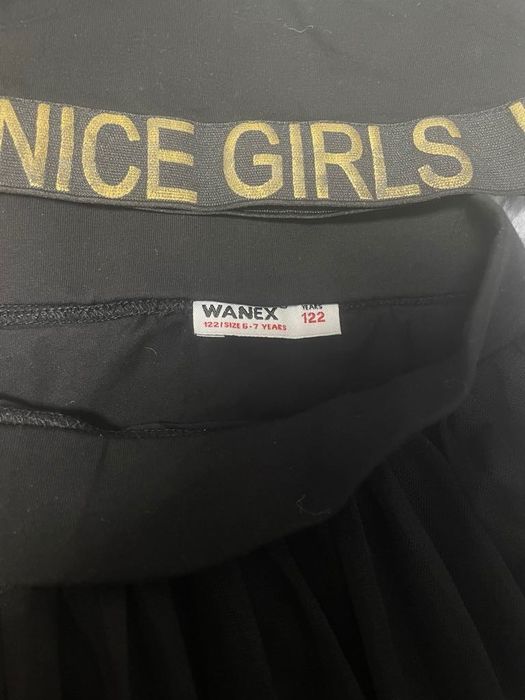 NICE GIRLS
WANEX
122/SIZE 6-7 YEARS
YEARS
122